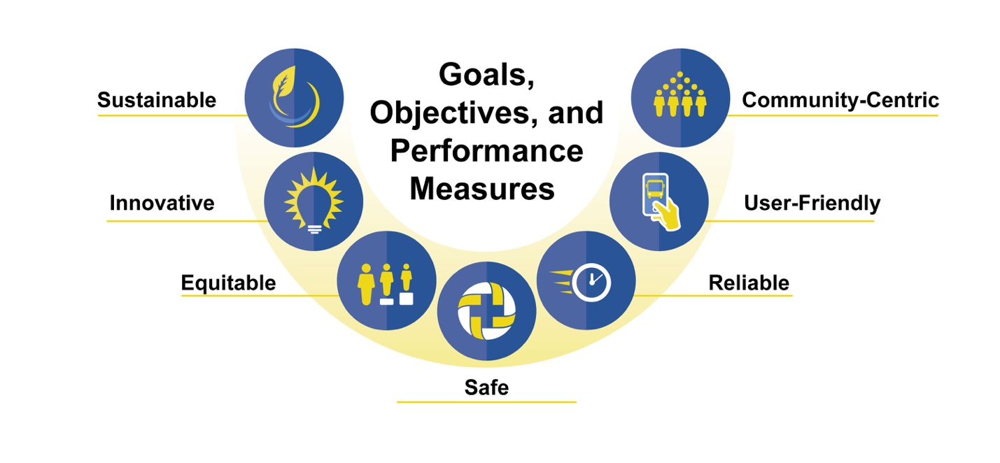 Goals,
Objectives, and
Performance
Measures
Sustainable
Innovative
Equitable
Safe
Reliable
User-Friendly
Community-Centric